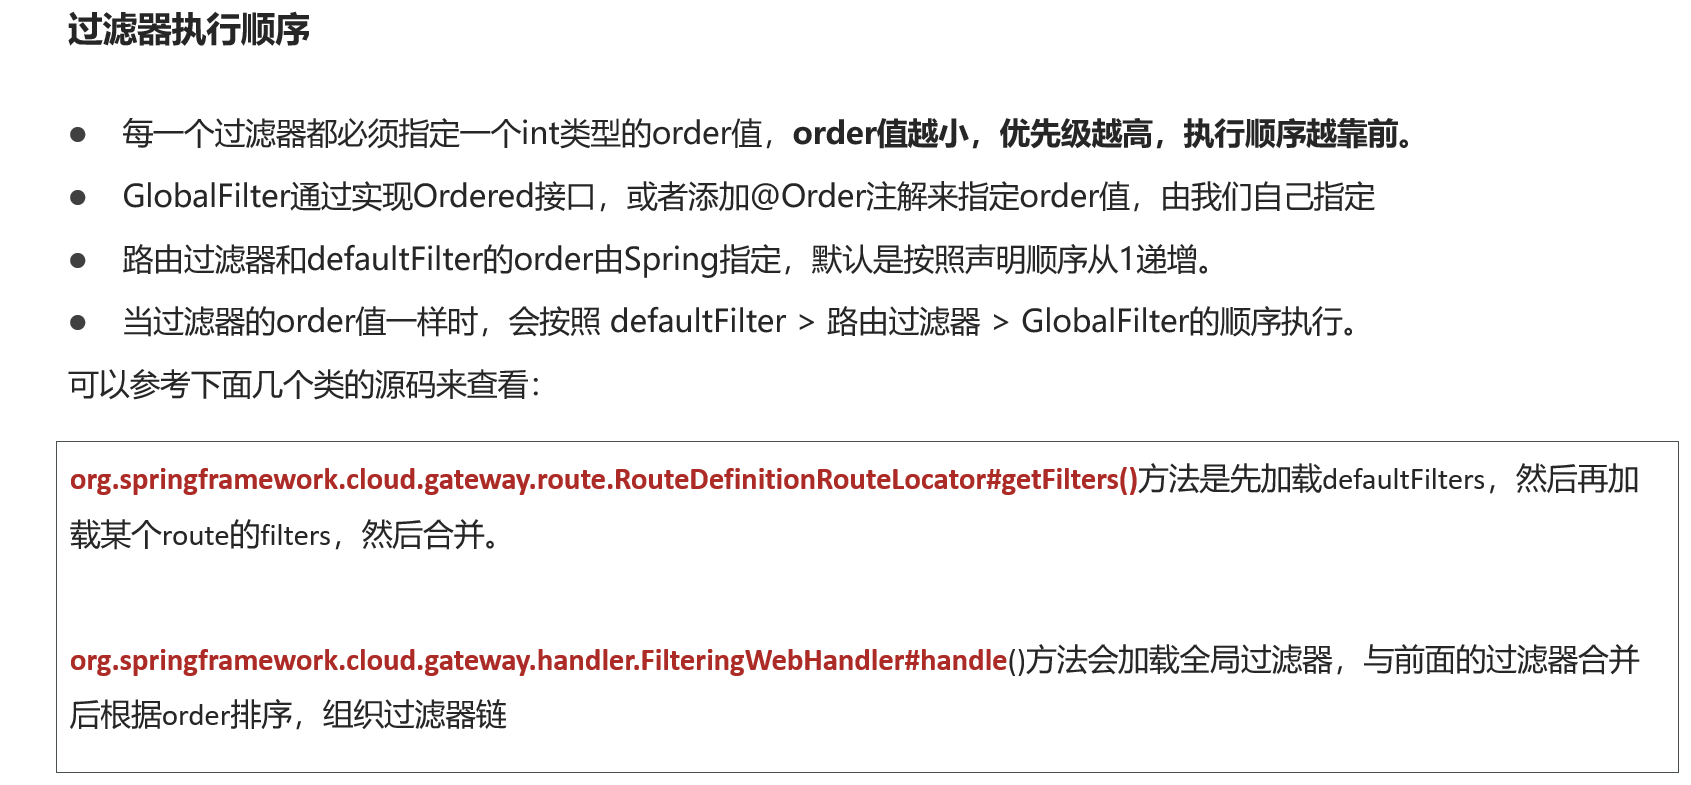 过滤器执行顺序
● 每一个过滤器都必须指定一个int类型的order值，order值越小，优先级越高，执行顺序越靠前。
● GlobalFilter通过实现Ordered接口，或者添加@Order注解来指定order值，由我们自己指定
● 路由过滤器和defaultFilter的order由Spring指定，默认是按照声明顺序从1递增。
● 当过滤器的order值一样时，会按照 defaultFilter > 路由过滤器 > GlobalFilter的顺序执行。
可以参考下面几个类的源码来查看：
org.springframework.cloud.gateway.route.RouteDefinitionRouteLocator#getFilters()方法是先加载defaultFilters，然后再加
载某个route的filters，然后合并。
org.springframework.cloud.gateway.handler.FilteringWebHandler#handle()方法会加载全局过滤器，与前面的过滤器合并
后根据order排序，组织过滤器链